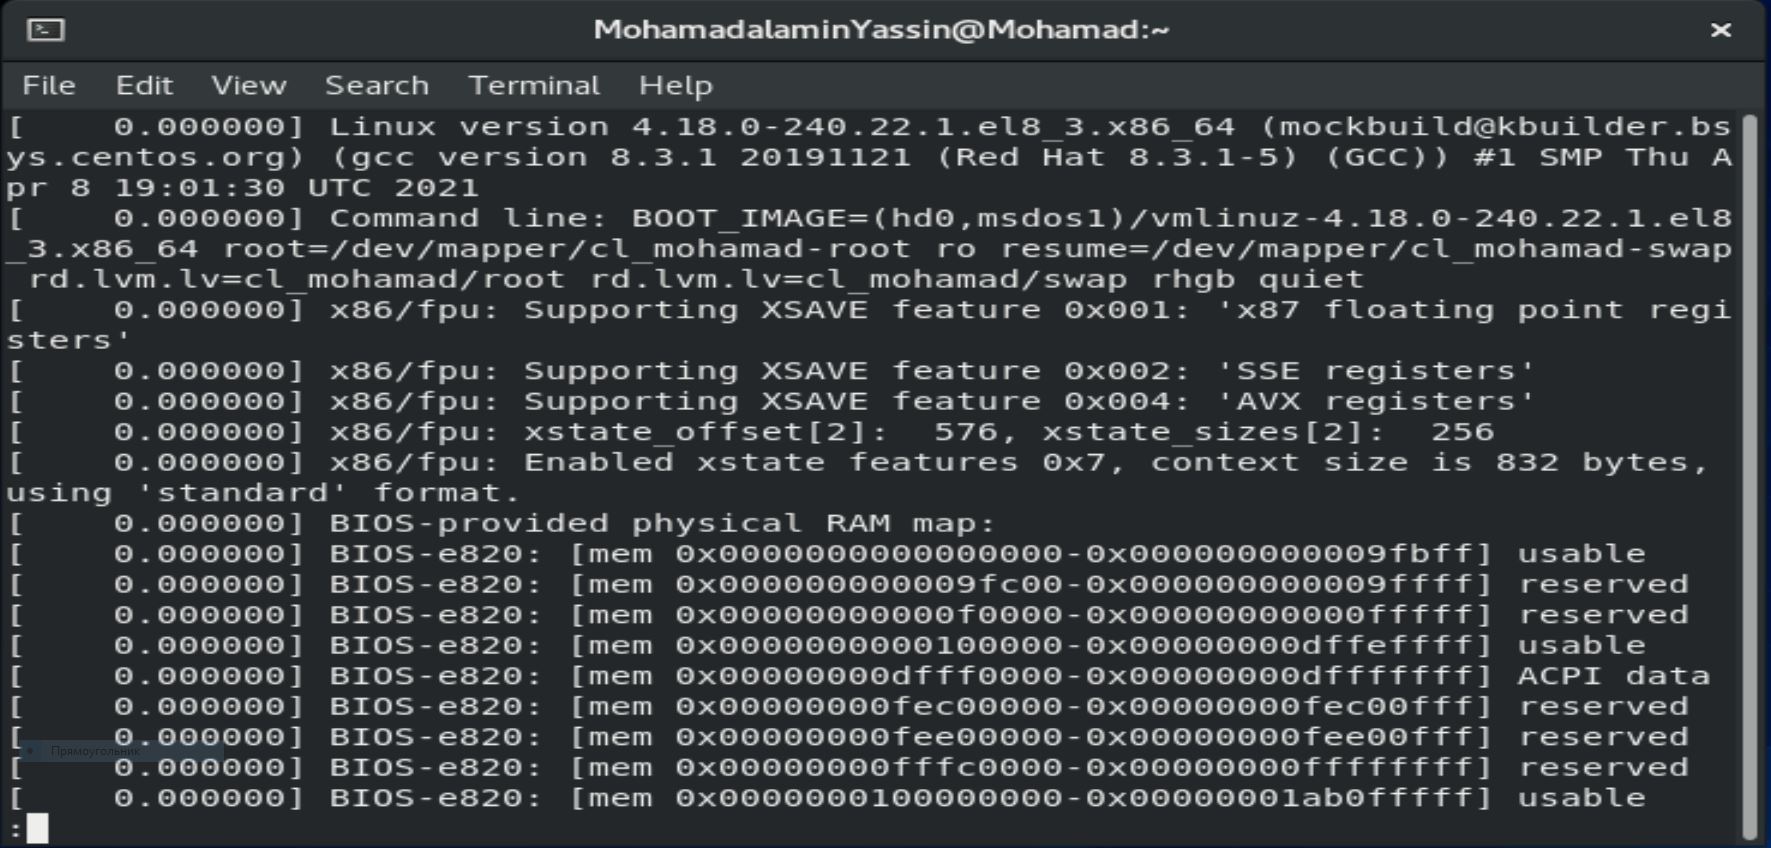 MohamadalaminYassin@Mohamad:~
File Edit View Search Terminal Help
[    0.000000] Linux version 4.18.0-240.22.1.el8_3.x86_64 (mockbuild@kbuilder.bs
ys.centos.org) (gcc version 8.3.1 20191121 (Red Hat 8.3.1-5) (GCC)) #1 SMP Thu A
pr 8 19:01:30 UTC 2021
[    0.000000] Command line: BOOT_IMAGE=(hd0,msdos1)/vmlinuz-4.18.0-240.22.1.el8
_3.x86_64 root=/dev/mapper/cl_mohamad-root ro resume=/dev/mapper/cl_mohamad-swap
 rd.lvm.lv=cl_mohamad/root rd.lvm.lv=cl_mohamad/swap rhgb quiet
[    0.000000] x86/fpu: Supporting XSAVE feature 0x001: 'x87 floating point regi
sters'
[    0.000000] x86/fpu: Supporting XSAVE feature 0x002: 'SSE registers'
[    0.000000] x86/fpu: Supporting XSAVE feature 0x004: 'AVX registers'
[    0.000000] x86/fpu: xstate_offset[2]:  576, xstate_sizes[2]:  256
[    0.000000] x86/fpu: Enabled xstate features 0x7, context size is 832 bytes,
using 'standard' format.
[    0.000000] BIOS-provided physical RAM map:
[    0.000000] BIOS-e820: [mem 0x0000000000000000-0x000000000009fbff] usable
[    0.000000] BIOS-e820: [mem 0x000000000009fc00-0x000000000009ffff] reserved
[    0.000000] BIOS-e820: [mem 0x00000000000f0000-0x00000000000fffff] reserved
[    0.000000] BIOS-e820: [mem 0x0000000000100000-0x00000000dffeffff] usable
[    0.000000] BIOS-e820: [mem 0x00000000dfff0000-0x00000000dfffffff] ACPI data
[    0.000000] BIOS-e820: [mem 0x00000000fec00000-0x00000000fec00fff] reserved
[    0.000000] BIOS-e820: [mem 0x00000000fee00000-0x00000000fee00fff] reserved
Прямоугольник
[    0.000000] BIOS-e820: [mem 0x00000000fffc0000-0x00000000ffffffff] reserved
[    0.000000] BIOS-e820: [mem 0x0000000100000000-0x00000001ab0fffff] usable
: